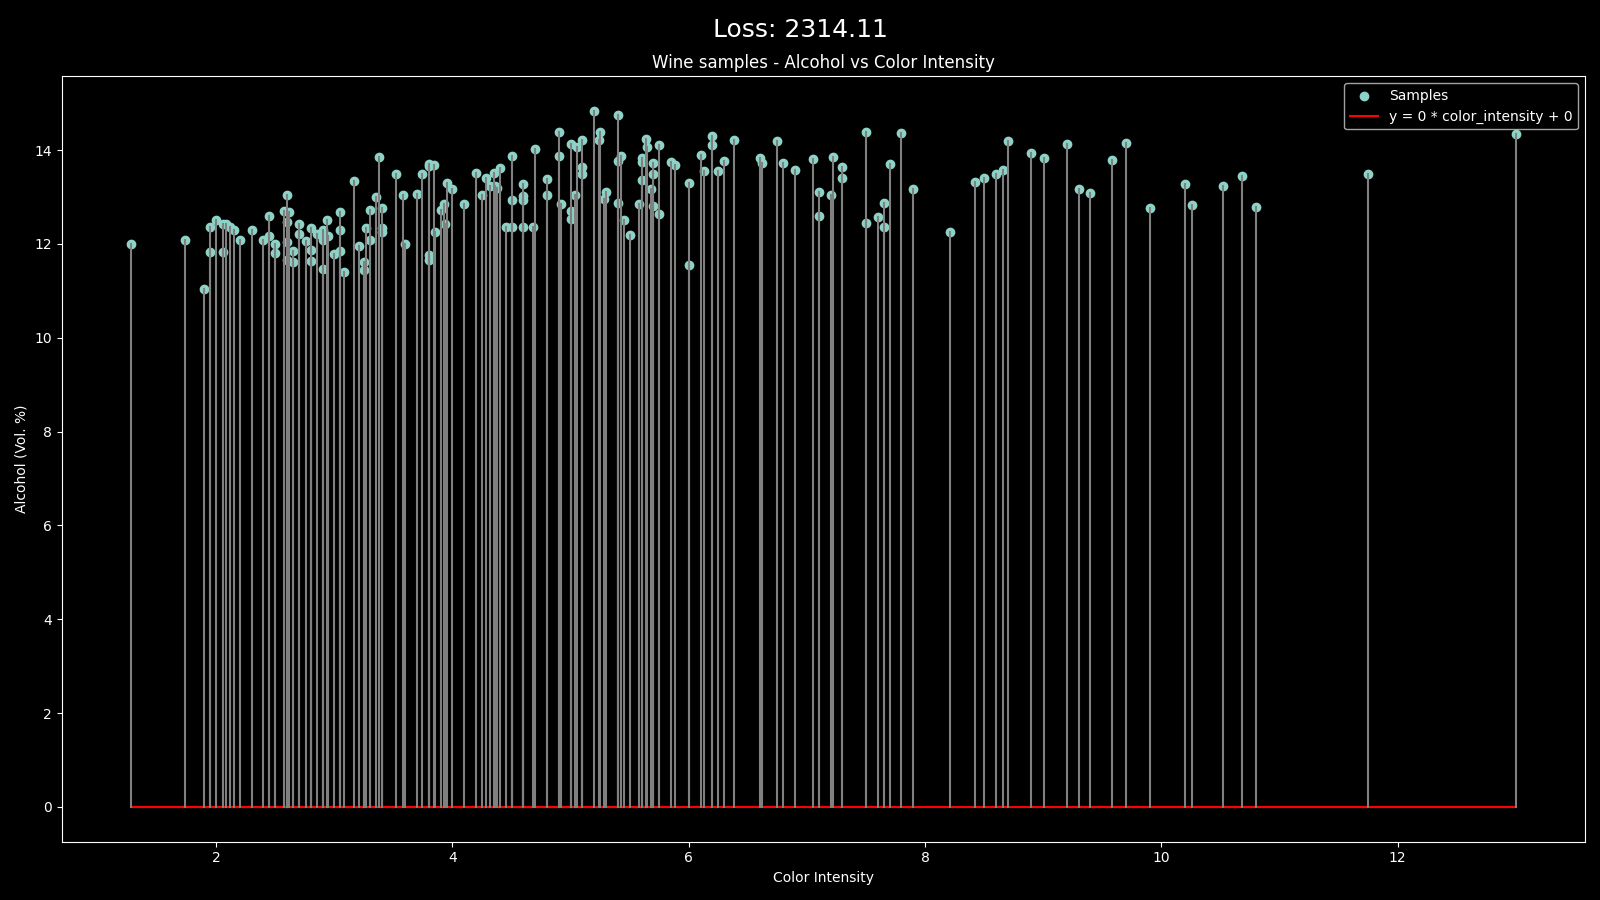 Loss: 2314.11
Wine samples - Alcohol vs Color Intensity
Samples
y = 0 * color_intensity + 0
14
12
10
8
6
4
2
0
Alcohol (Vol. %)
2 4 6 8 10 12
Color Intensity